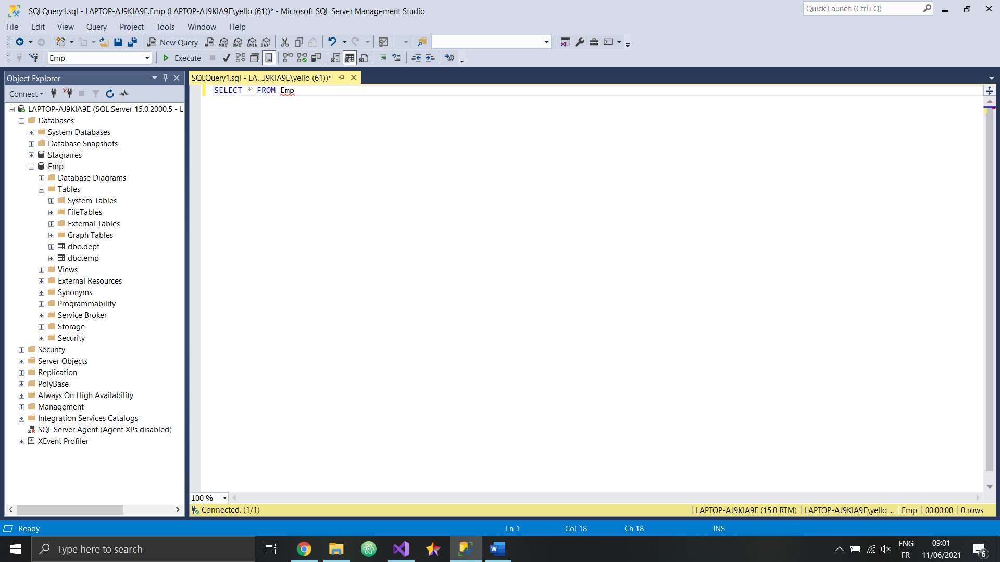 SQLQuery1.sql - LAPTOP-AJ9KIA9E.Emp (LAPTOP-AJ9KIA9E\yello (61))* - Microsoft SQL Server Management Studio
Quick Launch (Ctrl+Q)
File Edit View Query Project Tools Window Help
New Query MDX DMX XMLA DAX
Emp Execute
Object Explorer
SQLQuery1.sql - LA...J9KIA9E\yello (61))*
Connect
SELECT * FROM Emp
LAPTOP-AJ9KIA9E (SQL Server 15.0.2000.5 - L
Databases
System Databases
Database Snapshots
Stagiaires
Emp
Database Diagrams
Tables
System Tables
FileTables
External Tables
Graph Tables
dbo.dept
dbo.emp
Views
External Resources
Synonyms
Programmability
Service Broker
Storage
Security
Security
Server Objects
Replication
PolyBase
Always On High Availability
Management
Integration Services Catalogs
SQL Server Agent (Agent XPs disabled)
XEvent Profiler
100 %
Connected. (1/1) LAPTOP-AJ9KIA9E (15.0 RTM) LAPTOP-AJ9KIA9E\yello ... Emp 00:00:00 0 rows
Ready Ln 1 Col 18 Ch 18 INS
Type here to search
ENG
FR
09:01
11/06/2021
6